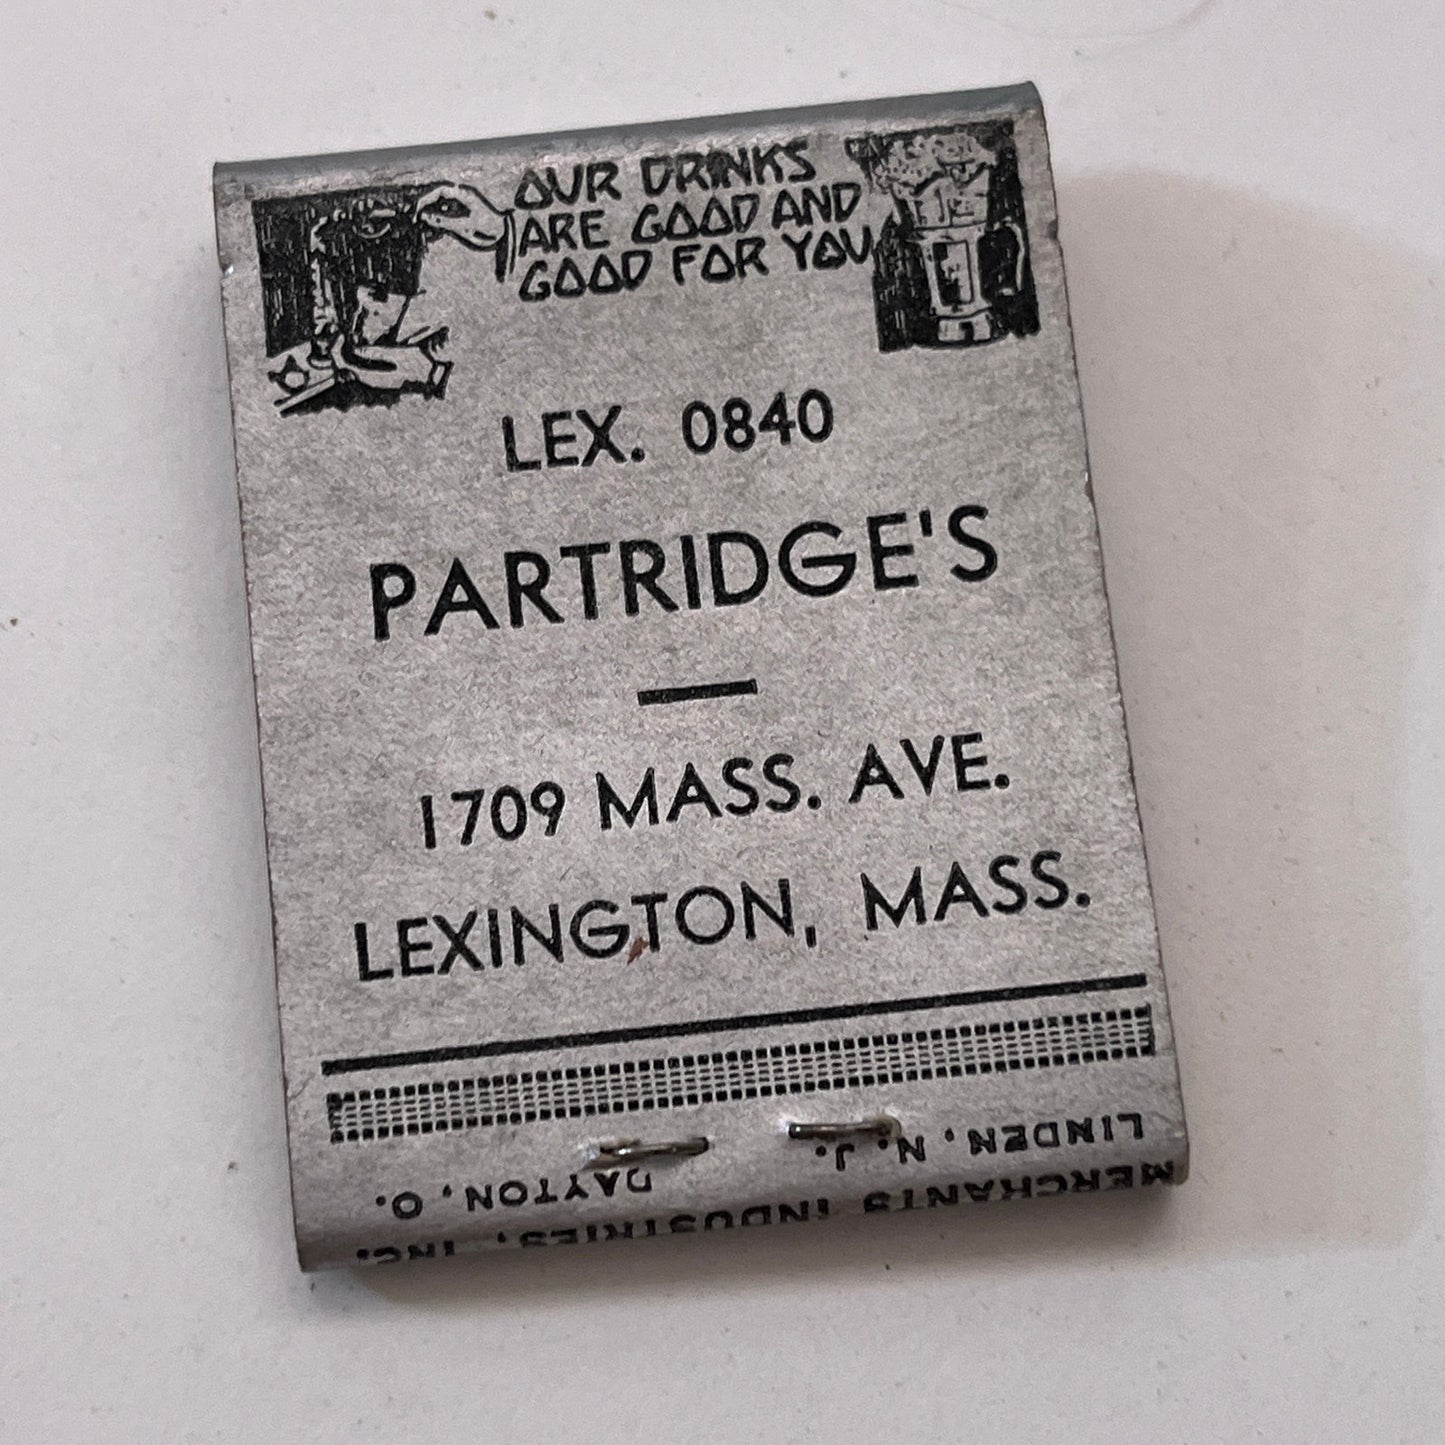 OUR DRINKS
ARE GOOD AND
GOOD FOR YOU
LEX. 0840
PARTRIDGE'S
1709 MASS. AVE.
LEXINGTON, MASS.
MERCHANTS INDUSTRIES, INC.
LINDEN, N. J. DAYTON, O.